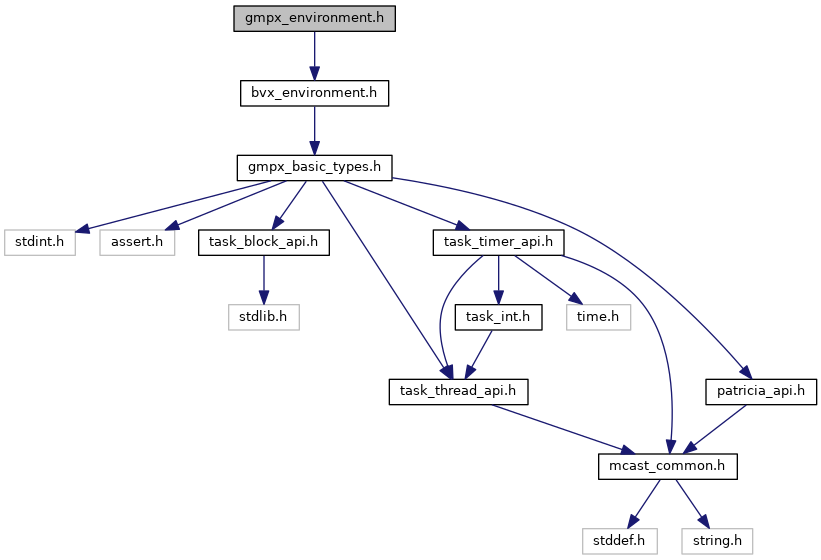 gmpx_environment.h
bvx_environment.h
gmpx_basic_types.h
stdint.h
assert.h
task_block_api.h
task_timer_api.h
stdlib.h
task_int.h
time.h
task_thread_api.h
patricia_api.h
mcast_common.h
stddef.h
string.h